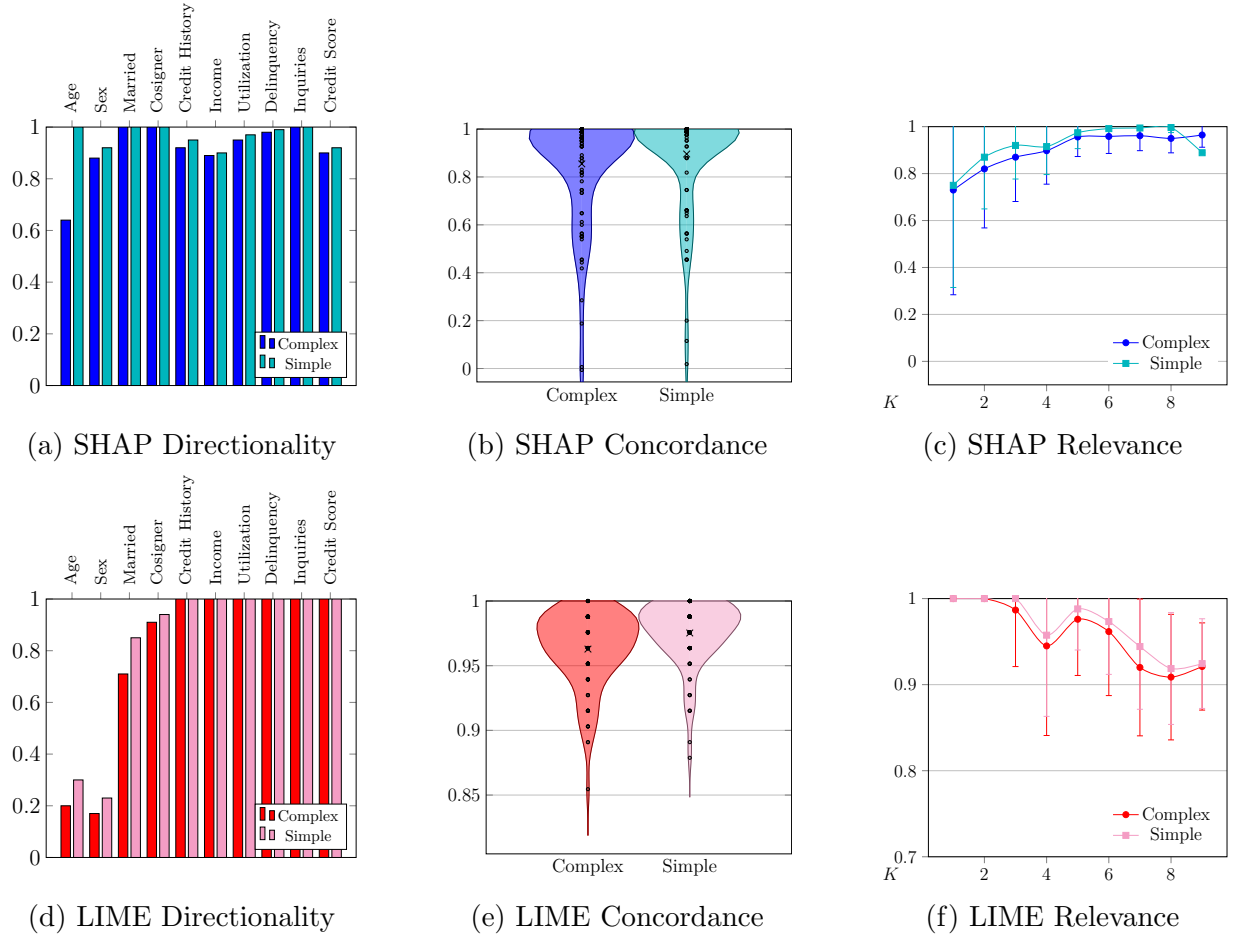 Age
Sex
Married
Cosigner
Credit History
Income
Utilization
Delinquency
Inquiries
Credit Score
1
0.8
0.6
0.4
0.2
0
Complex
Simple
(a) SHAP Directionality
1
0.8
0.6
0.4
0.2
0
Complex
Simple
(b) SHAP Concordance
1
0.8
0.6
0.4
0.2
0
Complex
Simple
K
2
4
6
8
(c) SHAP Relevance
Age
Sex
Married
Cosigner
Credit History
Income
Utilization
Delinquency
Inquiries
Credit Score
1
0.8
0.6
0.4
0.2
0
Complex
Simple
(d) LIME Directionality
1
0.95
0.9
0.85
Complex
Simple
(e) LIME Concordance
1
0.9
0.8
0.7
Complex
Simple
K
2
4
6
8
(f) LIME Relevance